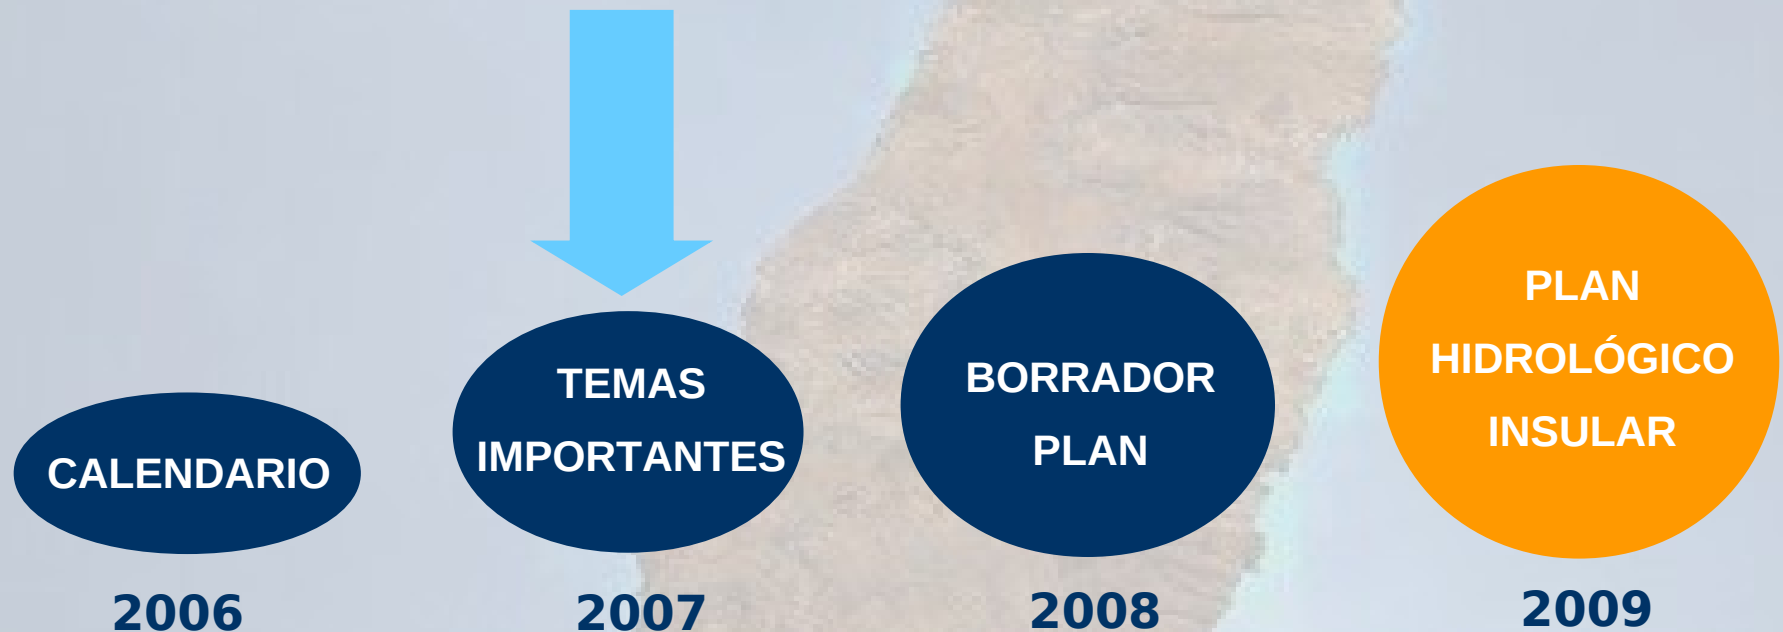 CALENDARIO
2006
TEMAS
IMPORTANTES
2007
BORRADOR
PLAN
2008
PLAN
HIDROLÓGICO
INSULAR
2009